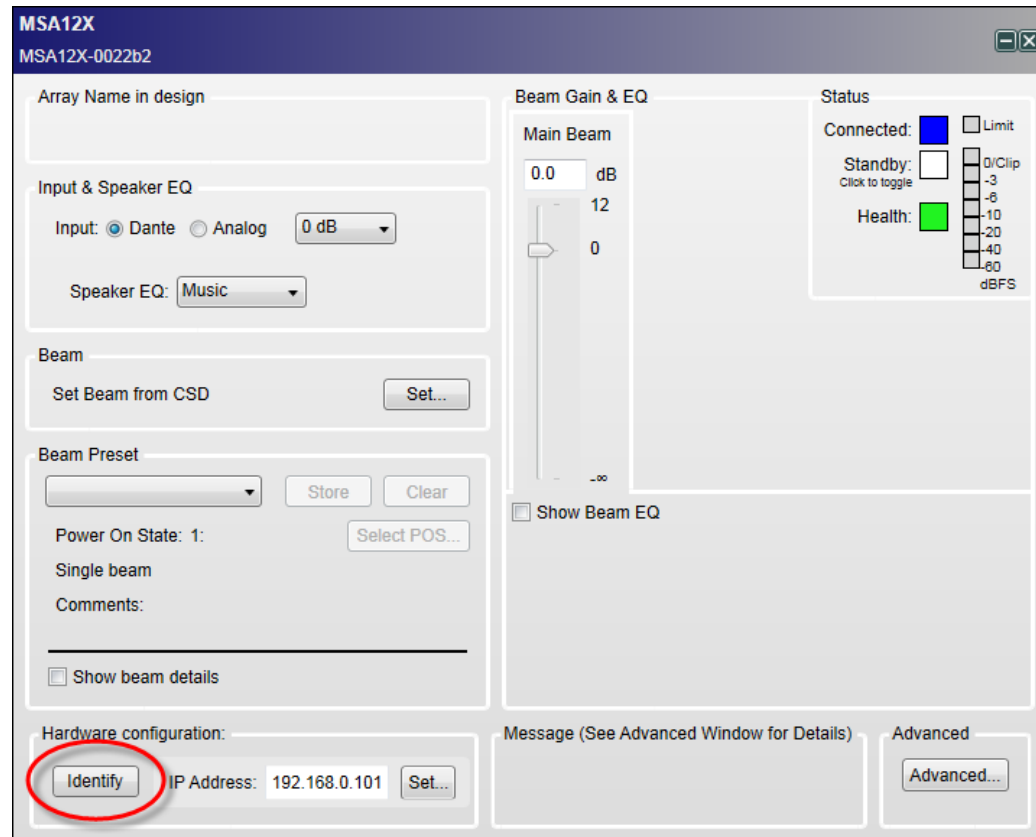 MSA12X
MSA12X-0022b2
Array Name in design
Input & Speaker EQ
Input: Dante Analog 0 dB
Speaker EQ: Music
Beam
Set Beam from CSD Set...
Beam Preset
Store Clear
Power On State: 1: Select POS...
Single beam
Comments:
Show beam details
Hardware configuration:
Identify IP Address: 192.168.0.101 Set...
Beam Gain & EQ
Main Beam
0.0 dB
12
0
-∞
Show Beam EQ
Status
Connected:
Standby:
Click to toggle
Health:
Limit
0/Clip
-3
-6
-10
-20
-40
-60
dBFS
Message (See Advanced Window for Details)
Advanced
Advanced...